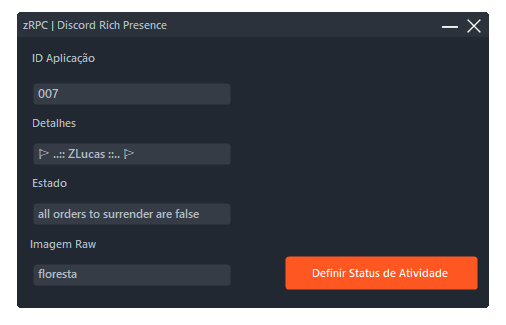 zRPC | Discord Rich Presence
ID Aplicação
007
Detalhes
|> ..:: ZLucas ::.. |>
Estado
all orders to surrender are false
Imagem Raw
floresta
Definir Status de Atividade